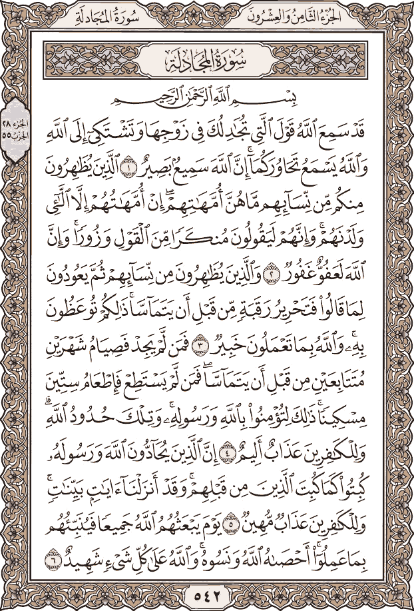 الجزء الثامن والعشرون
سورة المجادلة
سورة المجادلة
بسم الله الرحمن الرحيم
قَدْ سَمِعَ ٱللَّهُ قَوْلَ ٱلَّتِي تُجَٰدِلُكَ فِي زَوْجِهَا وَتَشْتَكِيٓ إِلَى ٱللَّهِ
وَٱللَّهُ يَسْمَعُ تَحَاوُرَكُمَآ إِنَّ ٱللَّهَ سَمِيعٌۢ بَصِيرٌ ١ ٱلَّذِينَ يُظَٰهِرُونَ
مِنكُم مِّن نِّسَآئِهِم مَّا هُنَّ أُمَّهَٰتِهِمْ إِنْ أُمَّهَٰتُهُمْ إِلَّا ٱلَّٰٓـِٔي
وَلَدْنَهُمْ وَإِنَّهُمْ لَيَقُولُونَ مُنكَرًا مِّنَ ٱلْقَوْلِ وَزُورًا وَإِنَّ
ٱللَّهَ لَعَفُوٌّ غَفُورٌ ٢ وَٱلَّذِينَ يُظَٰهِرُونَ مِن نِّسَآئِهِمْ ثُمَّ يَعُودُونَ
لِمَا قَالُوا۟ فَتَحْرِيرُ رَقَبَةٍ مِّن قَبْلِ أَن يَتَمَآسَّا ذَٰلِكُمْ تُوعَظُونَ
بِهِۦ وَٱللَّهُ بِمَا تَعْمَلُونَ خَبِيرٌ ٣ فَمَن لَّمْ يَجِدْ فَصِيَامُ شَهْرَيْنِ
مُتَتَابِعَيْنِ مِن قَبْلِ أَن يَتَمَآسَّا فَمَن لَّمْ يَسْتَطِعْ فَإِطْعَامُ سِتِّينَ
مِسْكِينًا ذَٰلِكَ لِتُؤْمِنُوا۟ بِٱللَّهِ وَرَسُولِهِۦ وَتِلْكَ حُدُودُ ٱللَّهِ
وَلِلْكَٰفِرِينَ عَذَابٌ أَلِيمٌ ٤ إِنَّ ٱلَّذِينَ يُحَآدُّونَ ٱللَّهَ وَرَسُولَهُۥ
كُبِتُوا۟ كَمَا كُبِتَ ٱلَّذِينَ مِن قَبْلِهِمْ وَقَدْ أَنزَلْنَآ ءَايَٰتٍۭ بَيِّنَٰتٍ
وَلِلْكَٰفِرِينَ عَذَابٌ مُّهِينٌ ٥ يَوْمَ يَبْعَثُهُمُ ٱللَّهُ جَمِيعًا فَيُنَبِّئُهُم
بِمَا عَمِلُوٓا۟ أَحْصَىٰهُ ٱللَّهُ وَنَسُوهُ وَٱللَّهُ عَلَىٰ كُلِّ شَىْءٍ شَهِيدٌ ٦
الجزء ٢٨
الحزب ٥٥
٥٤٢